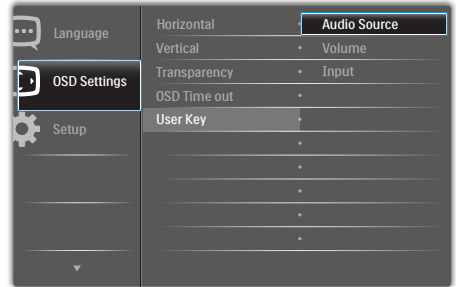 Language
OSD Settings
Setup
Horizontal
Vertical
Transparency
OSD Time out
User Key
Audio Source
Volume
Input